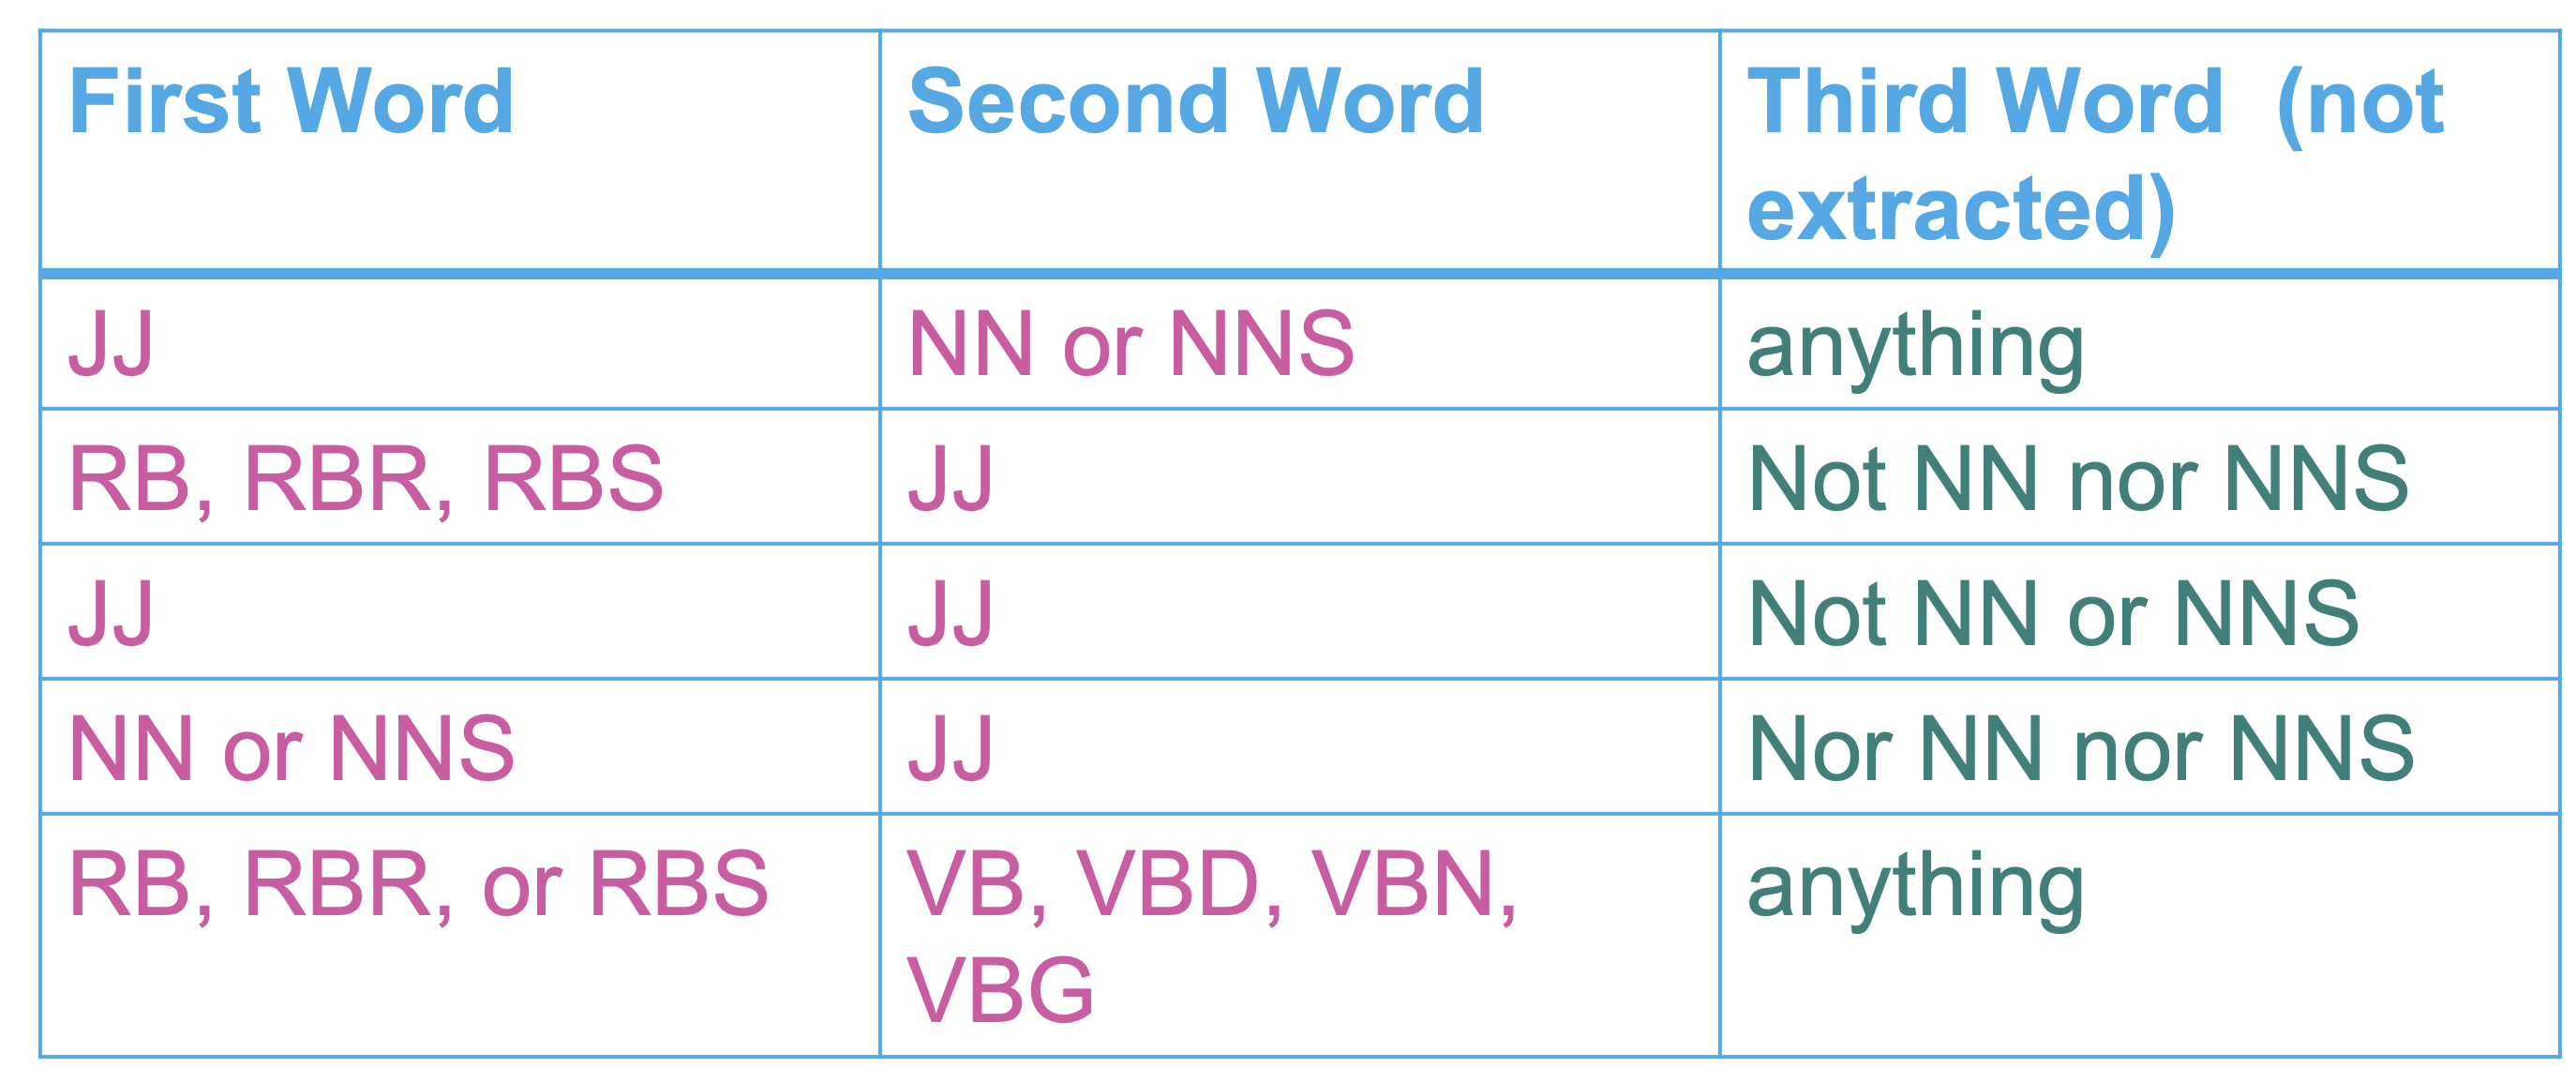 First Word Second Word Third Word (not
extracted)
JJ NN or NNS anything
RB, RBR, RBS JJ Not NN nor NNS
JJ JJ Not NN or NNS
NN or NNS JJ Nor NN nor NNS
RB, RBR, or RBS VB, VBD, VBN, anything
VBG